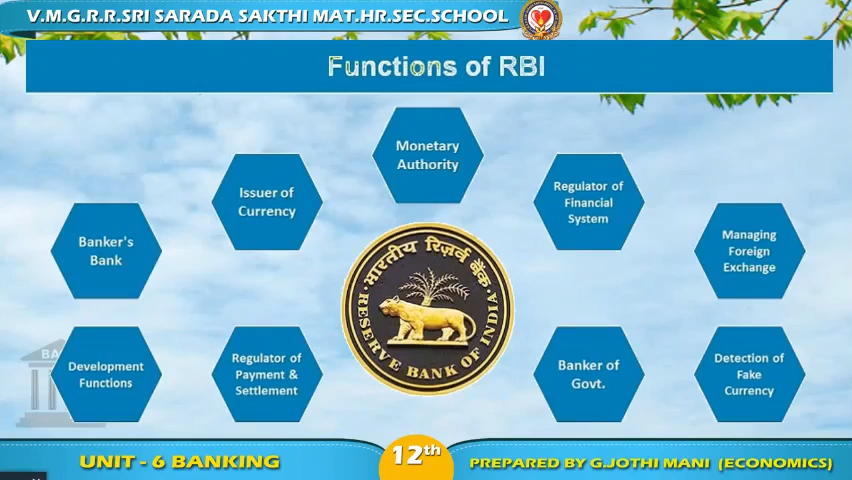 V.M.G.R.R.SRI SARADA SAKTHI MAT.HR.SEC.SCHOOL
Functions of RBI
Monetary
Authority
Issuer of
Currency
Regulator of
Financial
System
Banker's
Bank
Managing
Foreign
Exchange
भारतीय रिज़र्व बैंक
RESERVE BANK OF INDIA
Development
Functions
Regulator of
Payment &
Settlement
Banker of
Govt.
Detection of
Fake
Currency
BA
UNIT - 6 BANKING
12th
PREPARED BY G.JOTHI MANI (ECONOMICS)